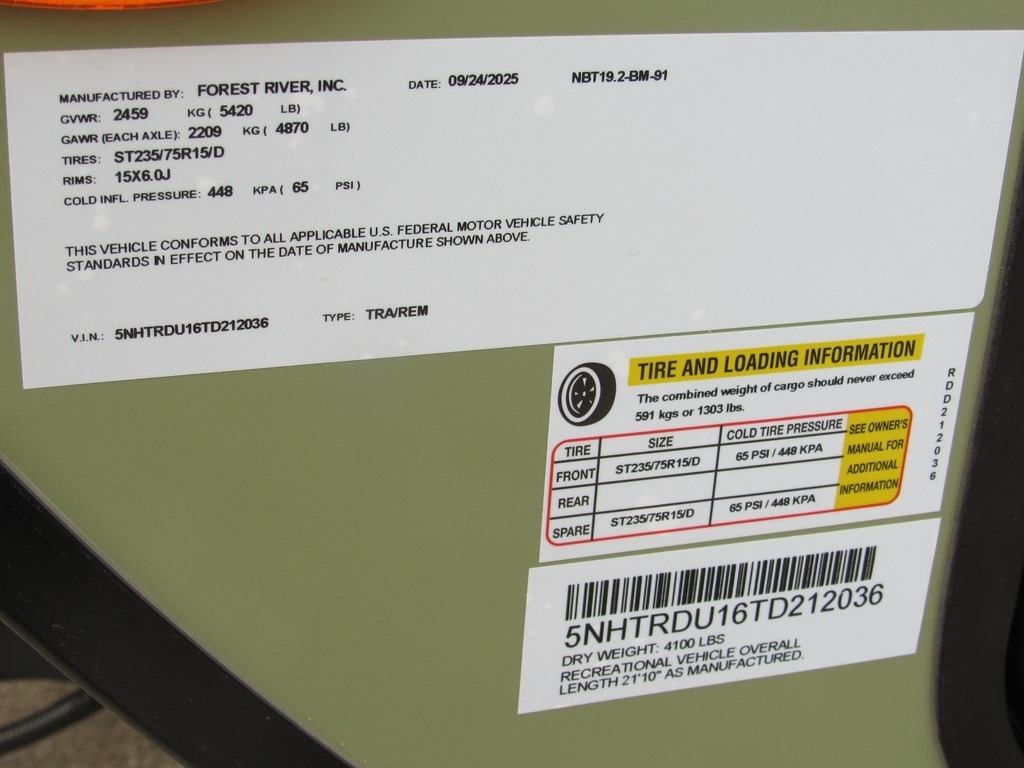 MANUFACTURED BY: FOREST RIVER, INC. DATE: 09/24/2025 NBT19.2-BM-91
GVWR: 2459 KG ( 5420 LB)
GAWR (EACH AXLE): 2209 KG ( 4870 LB)
TIRES: ST235/75R15/D
RIMS: 15X6.0J
COLD INFL. PRESSURE: 448 KPA ( 65 PSI )
THIS VEHICLE CONFORMS TO ALL APPLICABLE U.S. FEDERAL MOTOR VEHICLE SAFETY
STANDARDS IN EFFECT ON THE DATE OF MANUFACTURE SHOWN ABOVE.
V.I.N.: 5NHTRDU16TD212036 TYPE: TRA/REM
TIRE AND LOADING INFORMATION
The combined weight of cargo should never exceed
591 kgs or 1303 lbs.
TIRE SIZE COLD TIRE PRESSURE
FRONT ST235/75R15/D 65 PSI / 448 KPA
REAR
SPARE ST235/75R15/D 65 PSI / 448 KPA
SEE OWNER'S
MANUAL FOR
ADDITIONAL
INFORMATION
RDD212036
5NHTRDU16TD212036
DRY WEIGHT: 4100 LBS
RECREATIONAL VEHICLE OVERALL
LENGTH 21'10" AS MANUFACTURED.